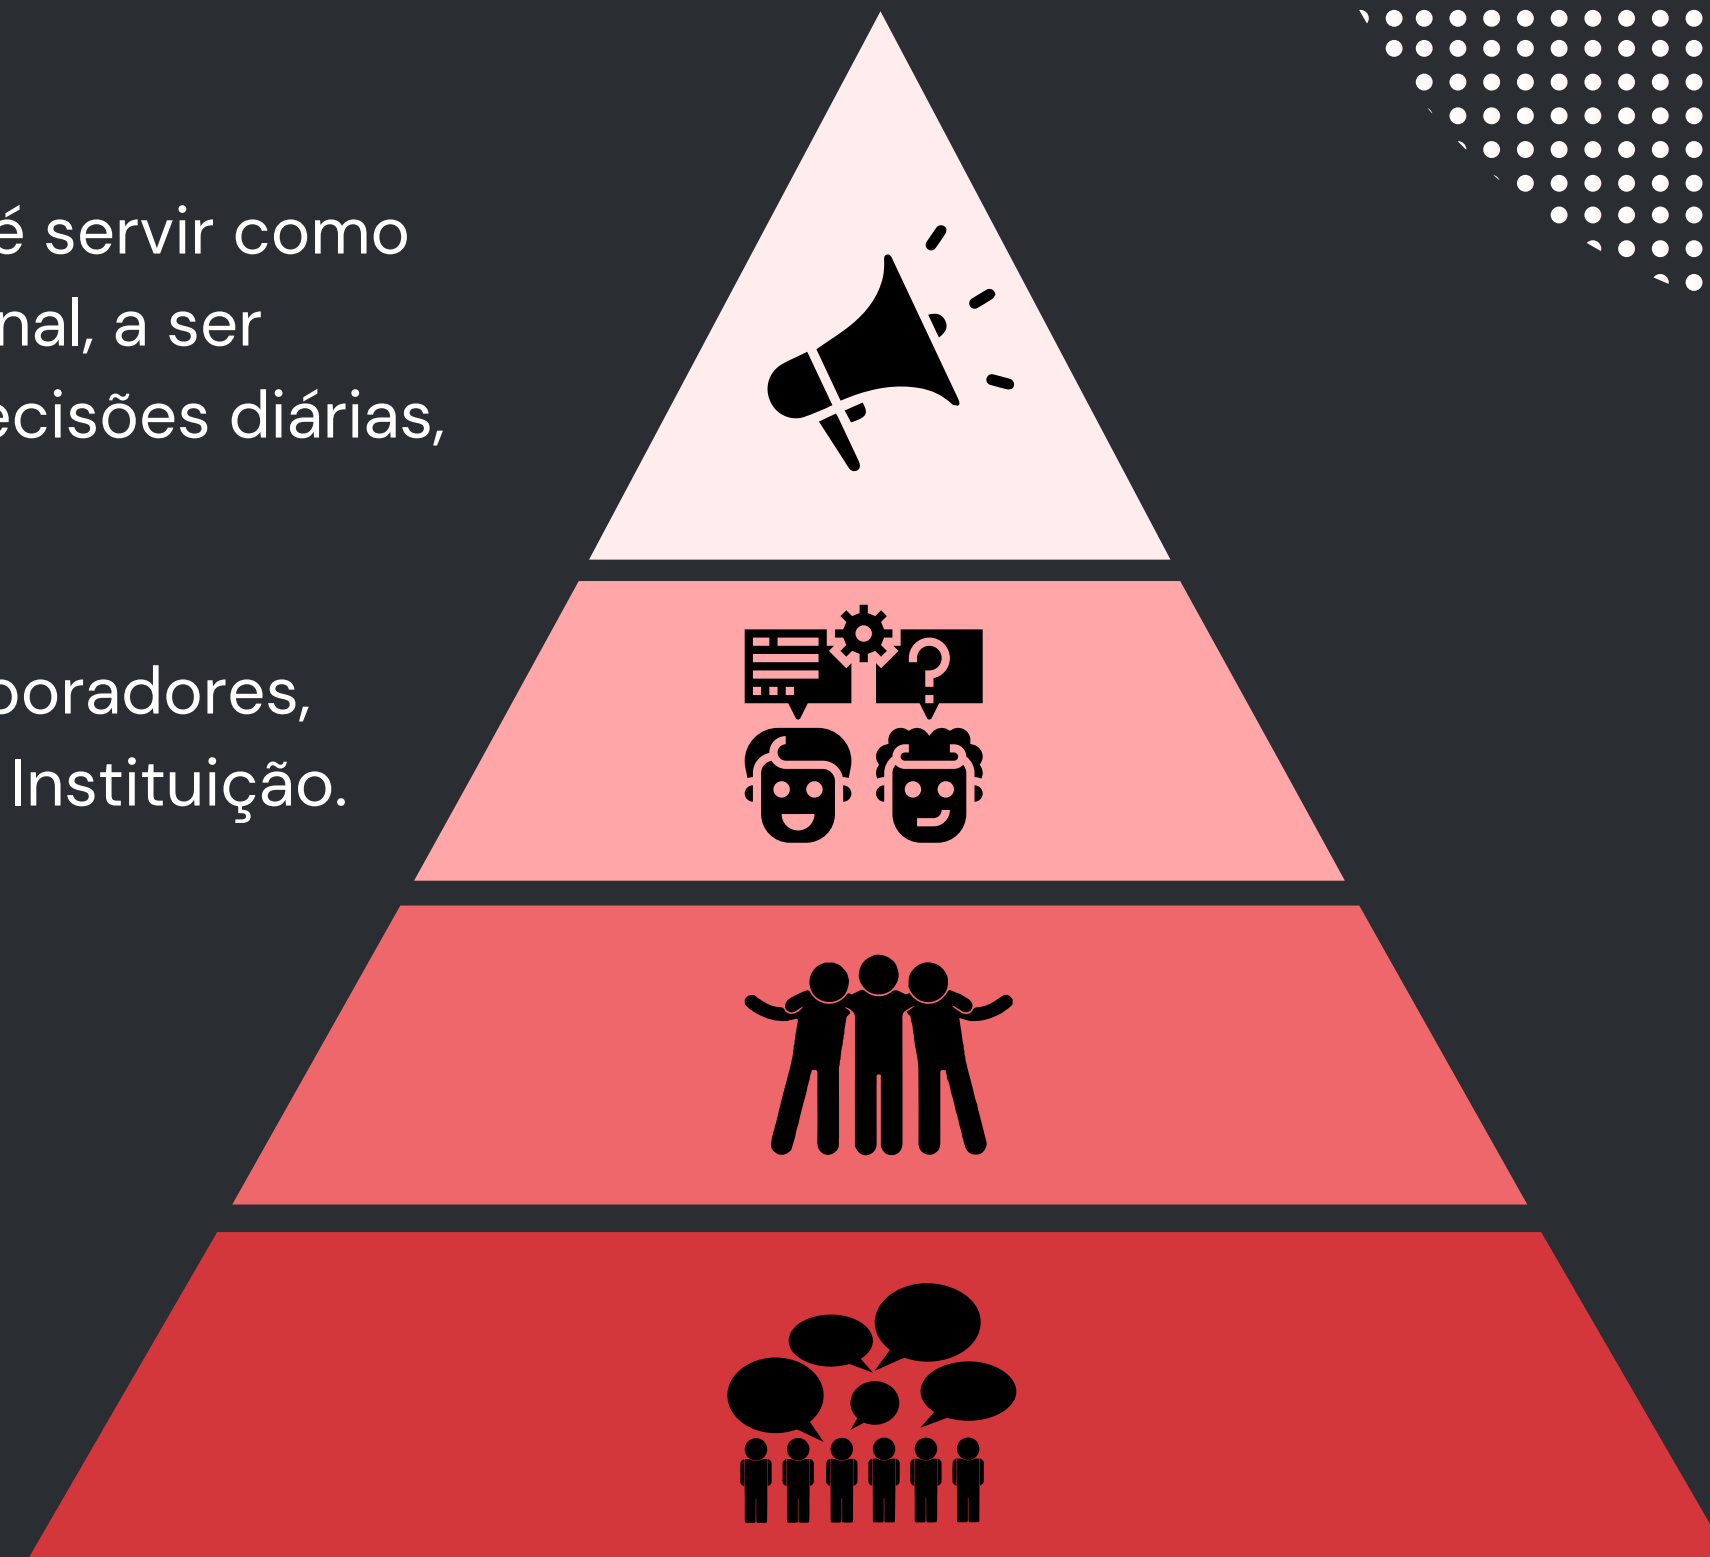 é servir como
nal, a ser
ecisões diárias,
boradores,
Instituição.
?